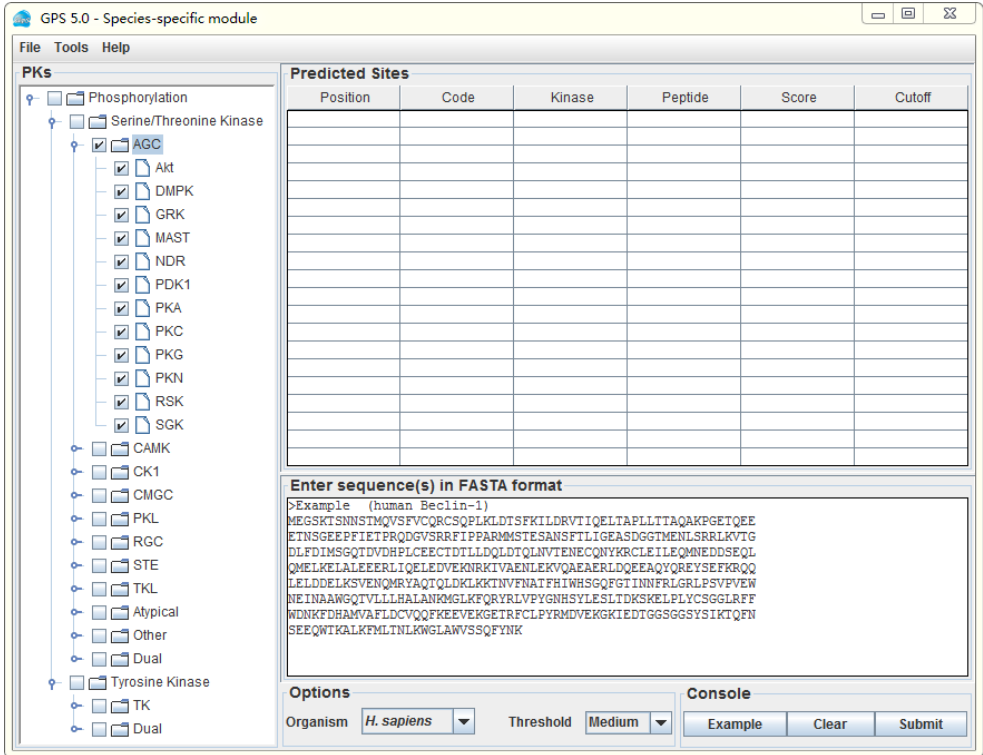 GPS 5.0 - Species-specific module
File Tools Help
PKs
Phosphorylation
Serine/Threonine Kinase
AGC
Akt
DMPK
GRK
MAST
NDR
PDK1
PKA
PKC
PKG
PKN
RSK
SGK
CAMK
CK1
CMGC
PKL
RGC
STE
TKL
Atypical
Other
Dual
Tyrosine Kinase
TK
Dual
Predicted Sites
Position Code Kinase Peptide Score Cutoff
Enter sequence(s) in FASTA format
>Example (human Beclin-1)
MEGSKTSNNSTMQVSFVCQRCSQPLKLDTSFKILDRVTIQELTAPLLTTAQAKPGETQEE
ETNSGEEPFIETPRQDGVSRRFIPPARMMSTESANSFTLIGEASDGGTMENLSRRLKVTG
DLFDIMSGQTDVDHPLCEECTDTLLDQLDTQLNVTENECQNYKRCLEILEQMNEDDSEQL
QMELKELALEEERLIQELEDVEKNRKIVAENLEKVQAEAERLDQEEAQYQREYSEFKRQQ
LELDDELKSVENQMRYAQTQLDKLKKTNVFNATFHIWHSGQFGTINNFRLGRLPSVPVEW
NEINAAWGQTVLLLHALANKMGLKFQRYRLVPYGNHSYLESLTDKSKELPLYCSGGLRFF
WDNKFDHAMVAFLDCVQQFKEEVEKGETRFCLPYRMDVEKGKIEDTGGSGGSYSIKTQFN
SEEQWTKALKFMLTNLKWGLAWVSSQFYNK
Options
Organism H. sapiens Threshold Medium
Console
Example Clear Submit